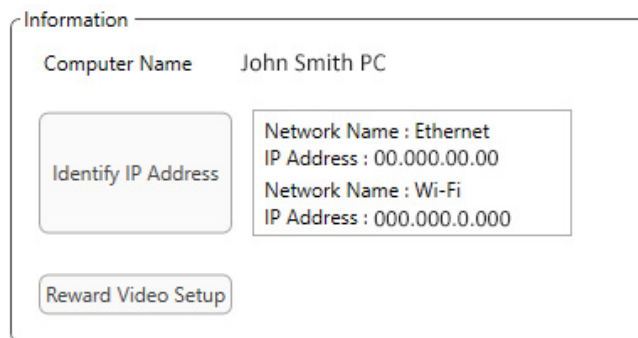 Information
Computer Name John Smith PC
Identify IP Address
Network Name : Ethernet
IP Address : 00.000.00.00
Network Name : Wi-Fi
IP Address : 000.000.0.000
Reward Video Setup